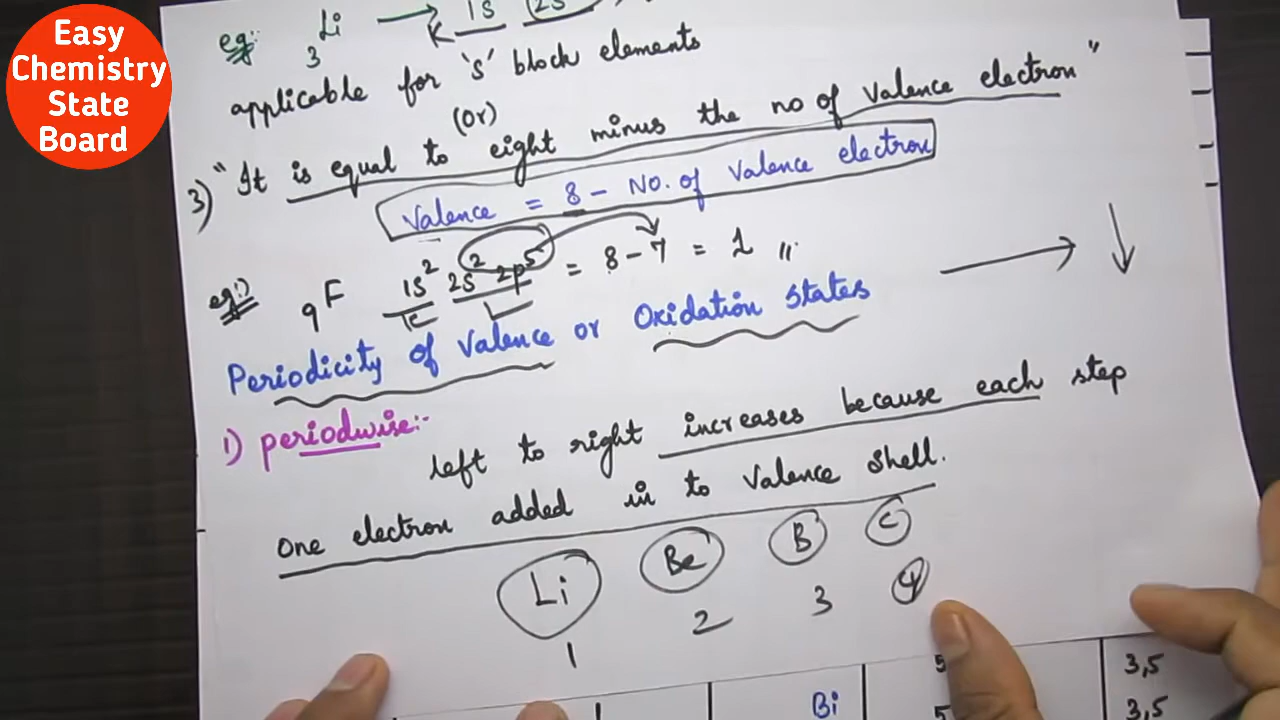 Easy
Chemistry
State
Board
eg:- 3Li → K 1s 2s
applicable for 's' block elements
(Or)
3) "It is equal to eight minus the no of valence electron"
Valence = 8 - No. of valence electron
eg:) 9F 1s² 2s² 2p⁵ = 8-7 = 1 //.
K L
Periodicity of valence or Oxidation states
1) periodwise:-
left to right increases because each step
One electron added in to valence shell.
Li Be B C
1 2 3 4
5 3,5
Bi 5 3,5